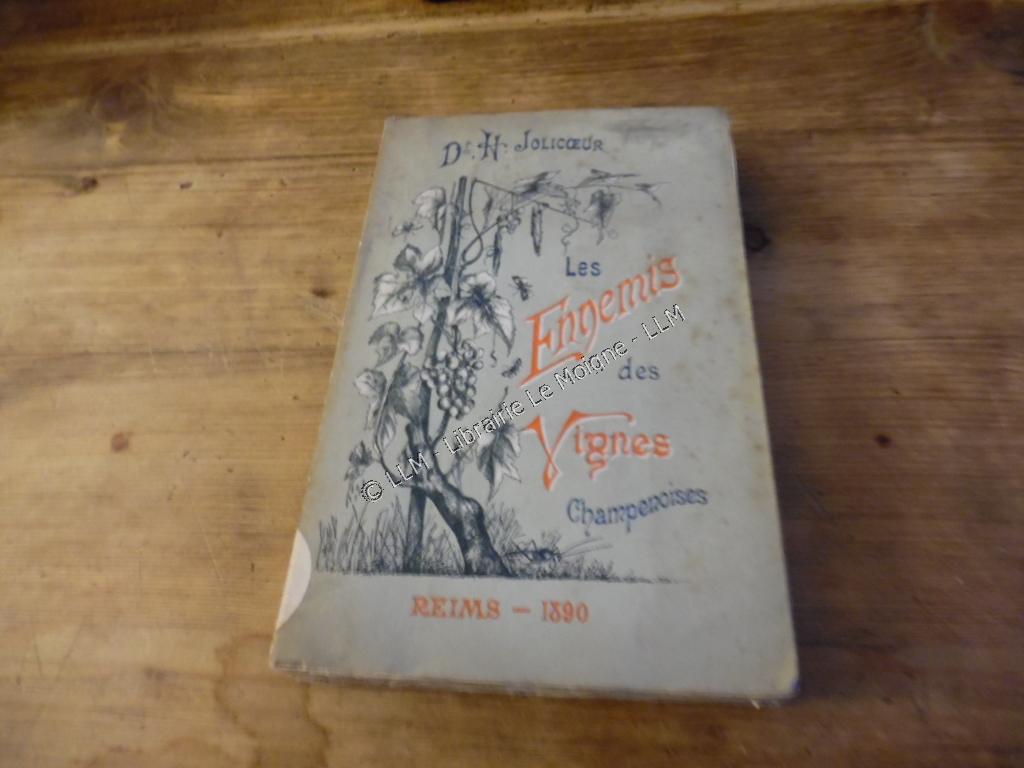 Dr. H. JOLICŒUR
Les
Ennemis
des
Vignes
Champenoises
REIMS — 1890
© LLM - Librairie Le Moigne - LLM